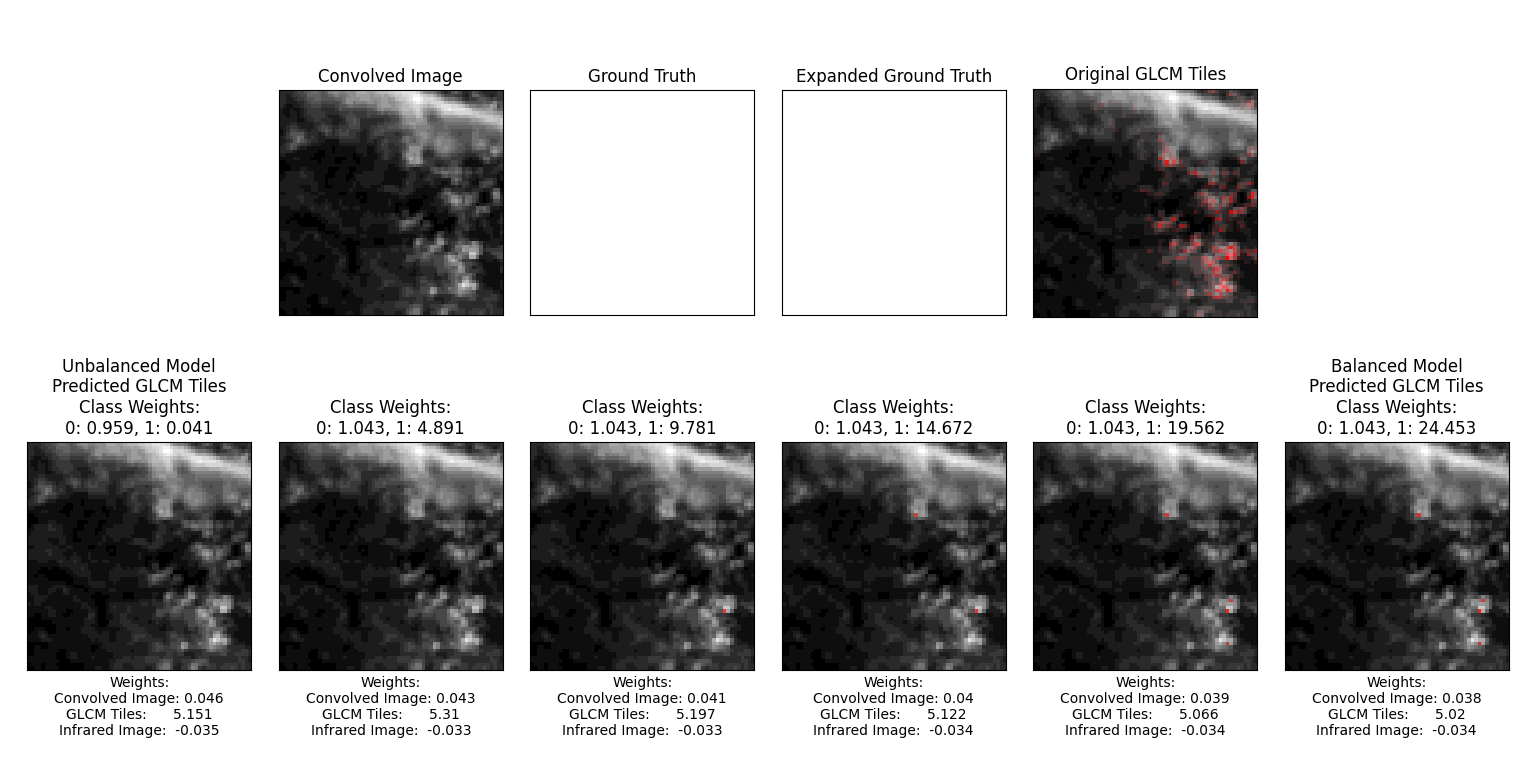 Convolved Image
Ground Truth
Expanded Ground Truth
Original GLCM Tiles
Unbalanced Model
Predicted GLCM Tiles
Class Weights:
0: 0.959, 1: 0.041
Class Weights:
0: 1.043, 1: 4.891
Class Weights:
0: 1.043, 1: 9.781
Class Weights:
0: 1.043, 1: 14.672
Class Weights:
0: 1.043, 1: 19.562
Balanced Model
Predicted GLCM Tiles
Class Weights:
0: 1.043, 1: 24.453
Weights:
Convolved Image: 0.046
GLCM Tiles: 5.151
Infrared Image: -0.035
Weights:
Convolved Image: 0.043
GLCM Tiles: 5.31
Infrared Image: -0.033
Weights:
Convolved Image: 0.041
GLCM Tiles: 5.197
Infrared Image: -0.033
Weights:
Convolved Image: 0.04
GLCM Tiles: 5.122
Infrared Image: -0.034
Weights:
Convolved Image: 0.039
GLCM Tiles: 5.066
Infrared Image: -0.034
Weights:
Convolved Image: 0.038
GLCM Tiles: 5.02
Infrared Image: -0.034